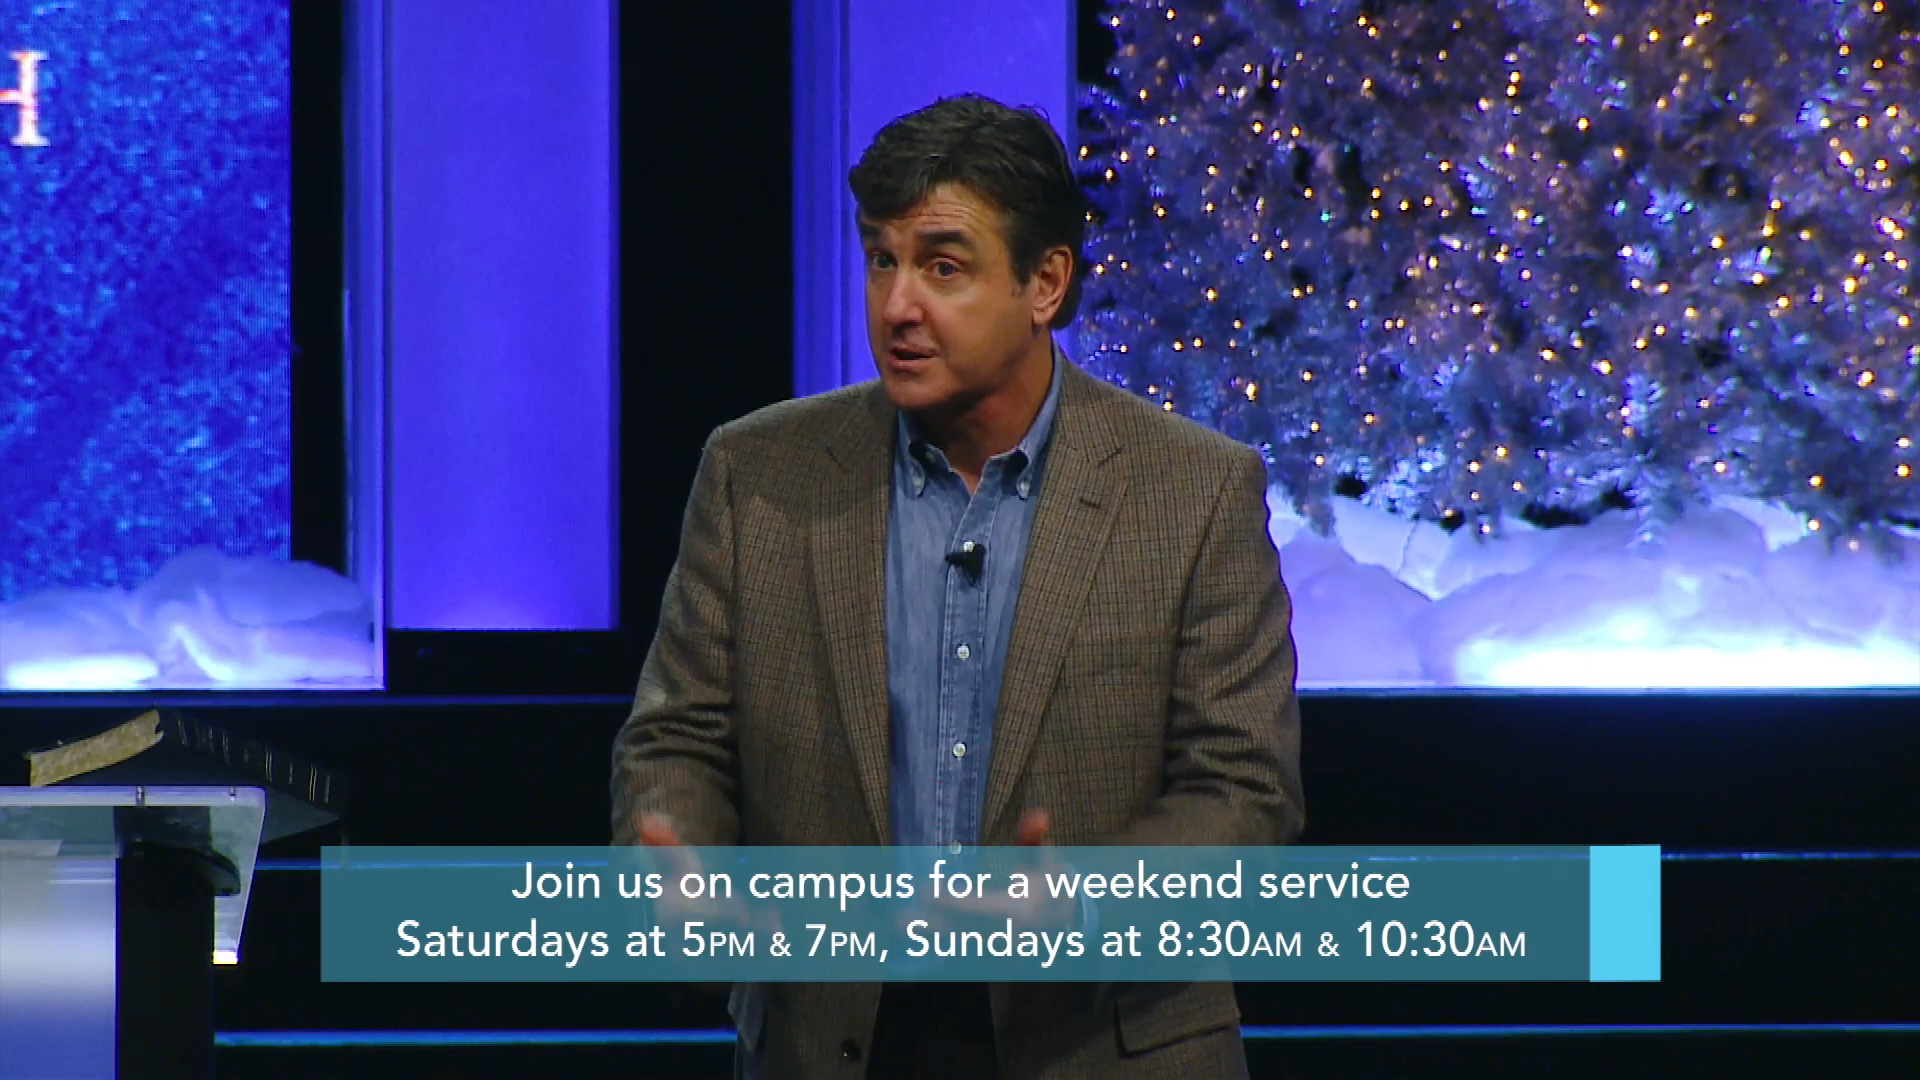 H
Join us on campus for a weekend service
Saturdays at 5PM & 7PM, Sundays at 8:30AM & 10:30AM